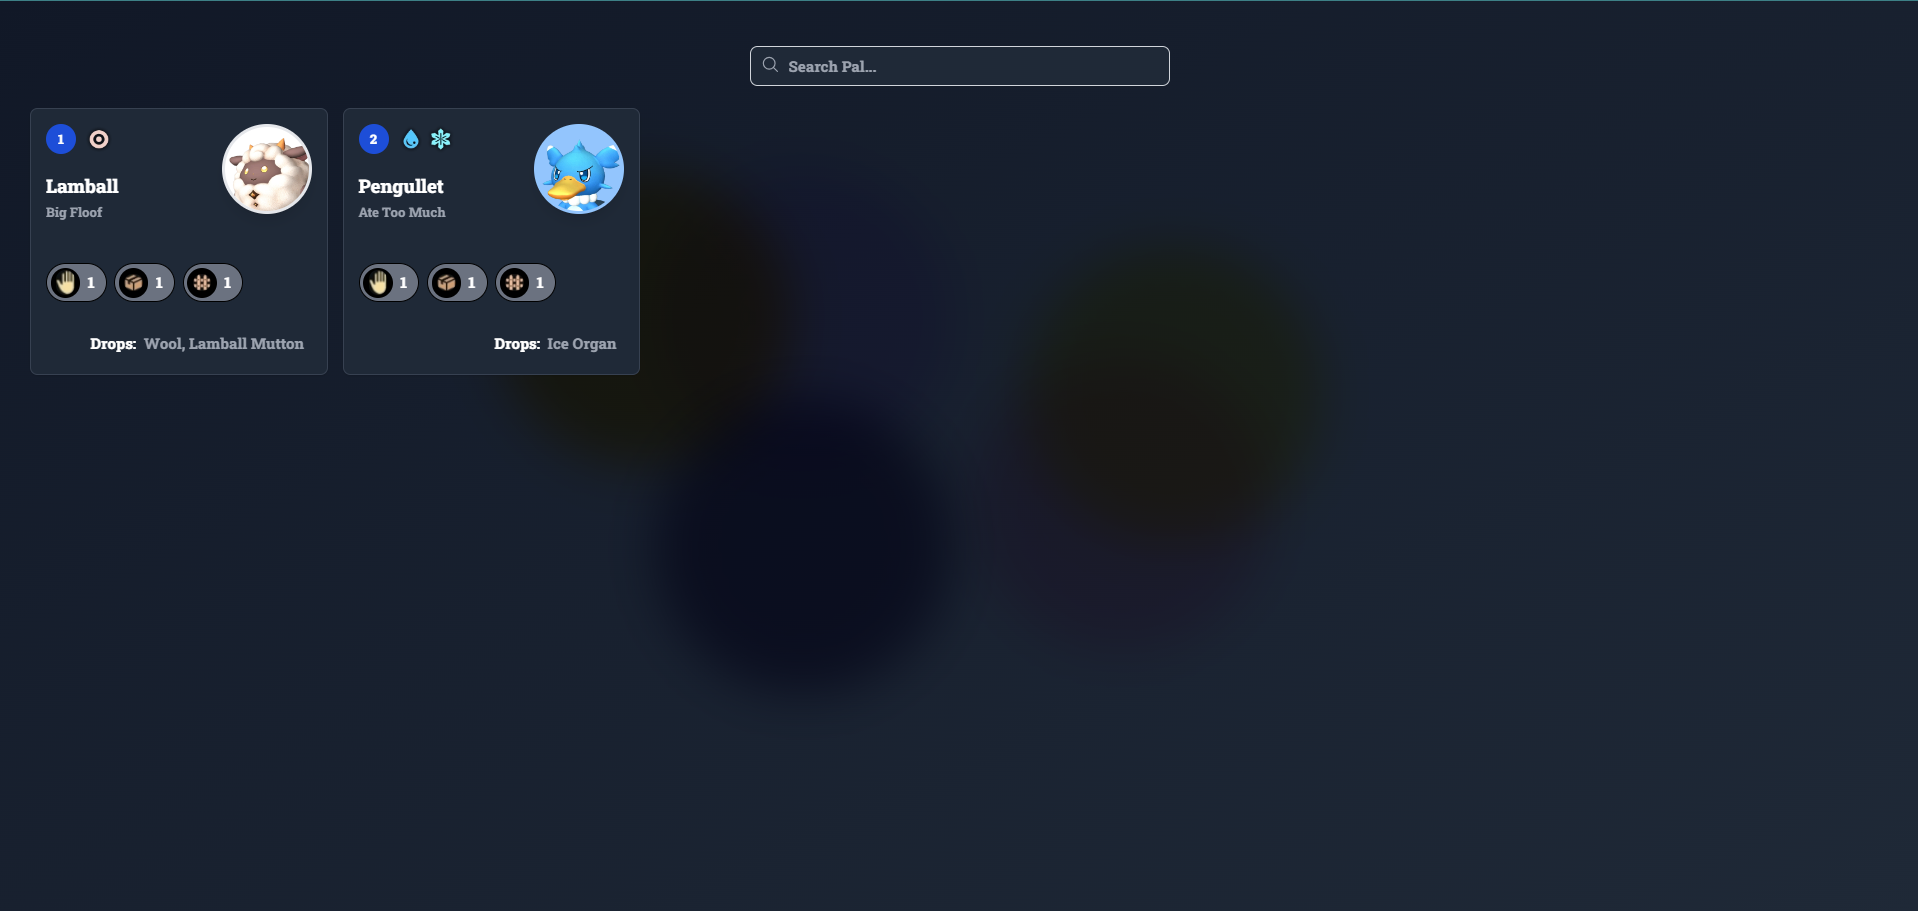 Search Pal...
1
Lamball
Big Floof
1 1 1
Drops: Wool, Lamball Mutton
2
Pengullet
Ate Too Much
1 1 1
Drops: Ice Organ